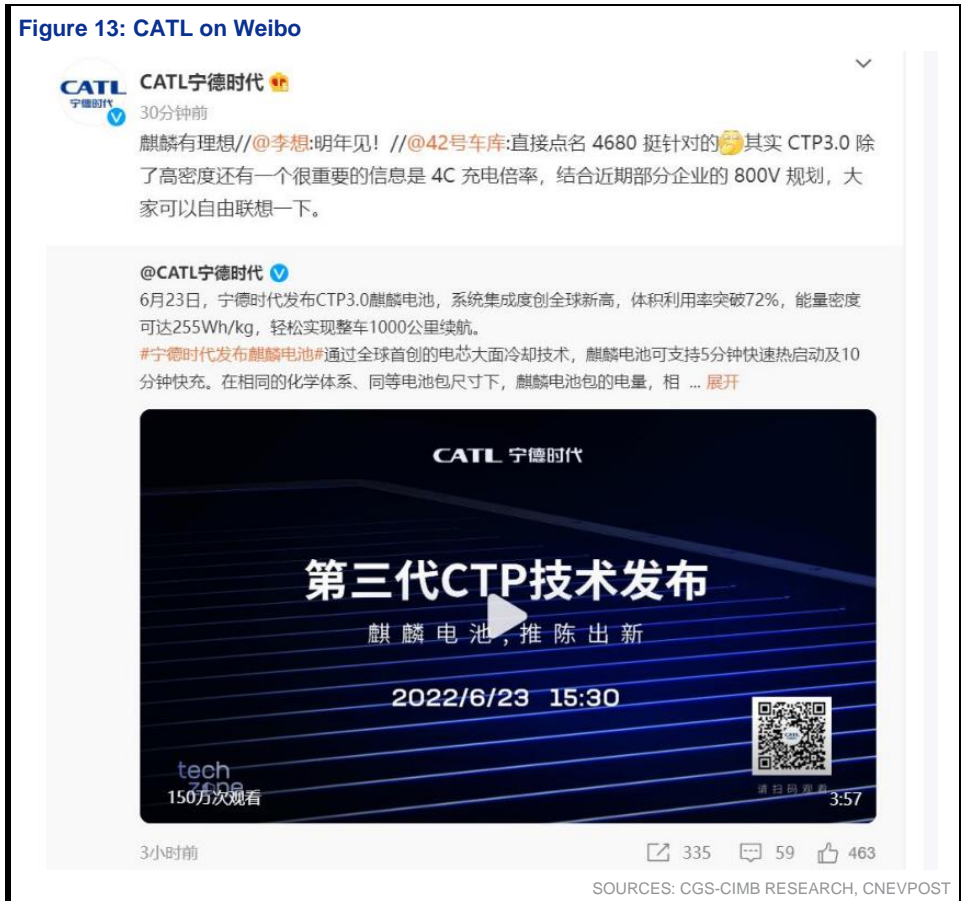 Figure 13: CATL on Weibo
CATL
宁德时代
CATL宁德时代
30分钟前
麒麟有理想//@李想:明年见！//@42号车库:直接点名 4680 挺针对的其实 CTP3.0 除
了高密度还有一个很重要的信息是 4C 充电倍率，结合近期部分企业的 800V 规划，大
家可以自由联想一下。
@CATL宁德时代
6月23日，宁德时代发布CTP3.0麒麟电池，系统集成度创全球新高，体积利用率突破72%，能量密度
可达255Wh/kg，轻松实现整车1000公里续航。
#宁德时代发布麒麟电池#通过全球首创的电芯大面冷却技术，麒麟电池可支持5分钟快速热启动及10
分钟快充。在相同的化学体系、同等电池包尺寸下，麒麟电池包的电量，相 ... 展开
CATL 宁德时代
第三代CTP技术发布
麒麟电池，推陈出新
2022/6/23 15:30
tech
zone
150万次观看
请扫码观看
3:57
3小时前
335
59
463
SOURCES: CGS-CIMB RESEARCH, CNEVPOST